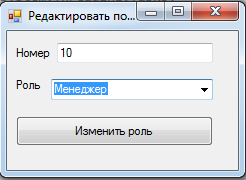 Редактировать по...
Номер 10
Роль Менеджер
Изменить роль